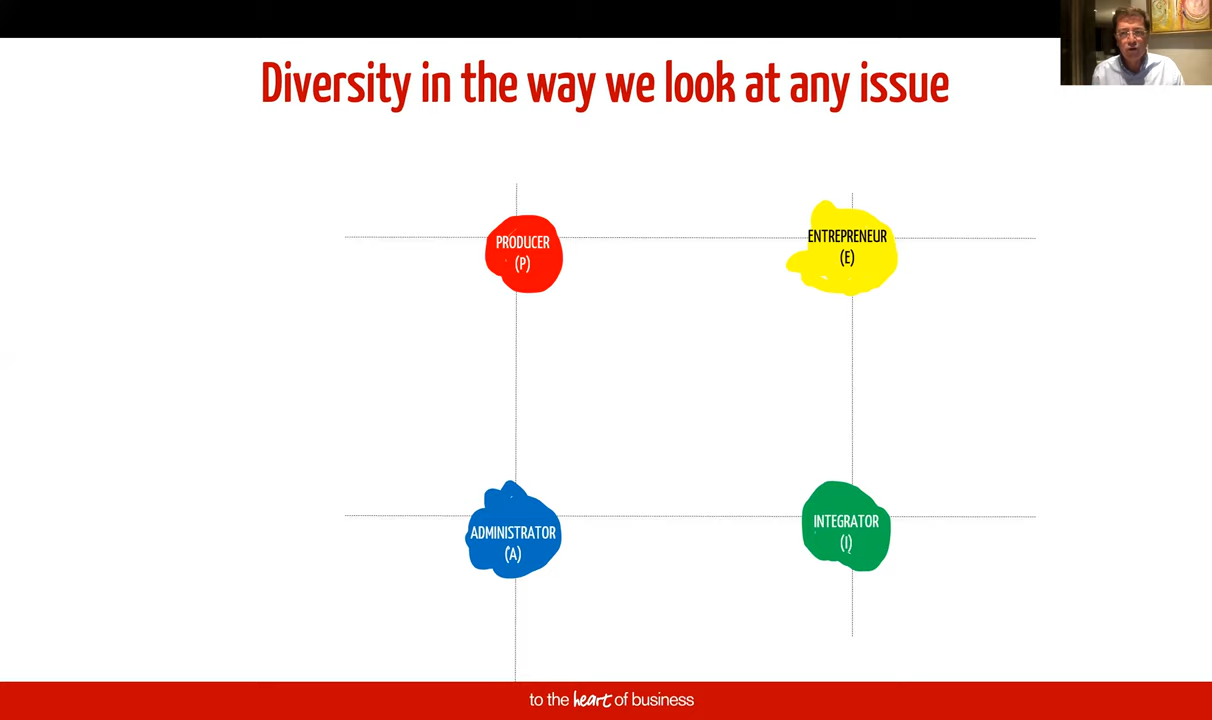 Diversity in the way we look at any issue
PRODUCER
(P)
ENTREPRENEUR
(E)
ADMINISTRATOR
(A)
INTEGRATOR
(I)
to the heart of business